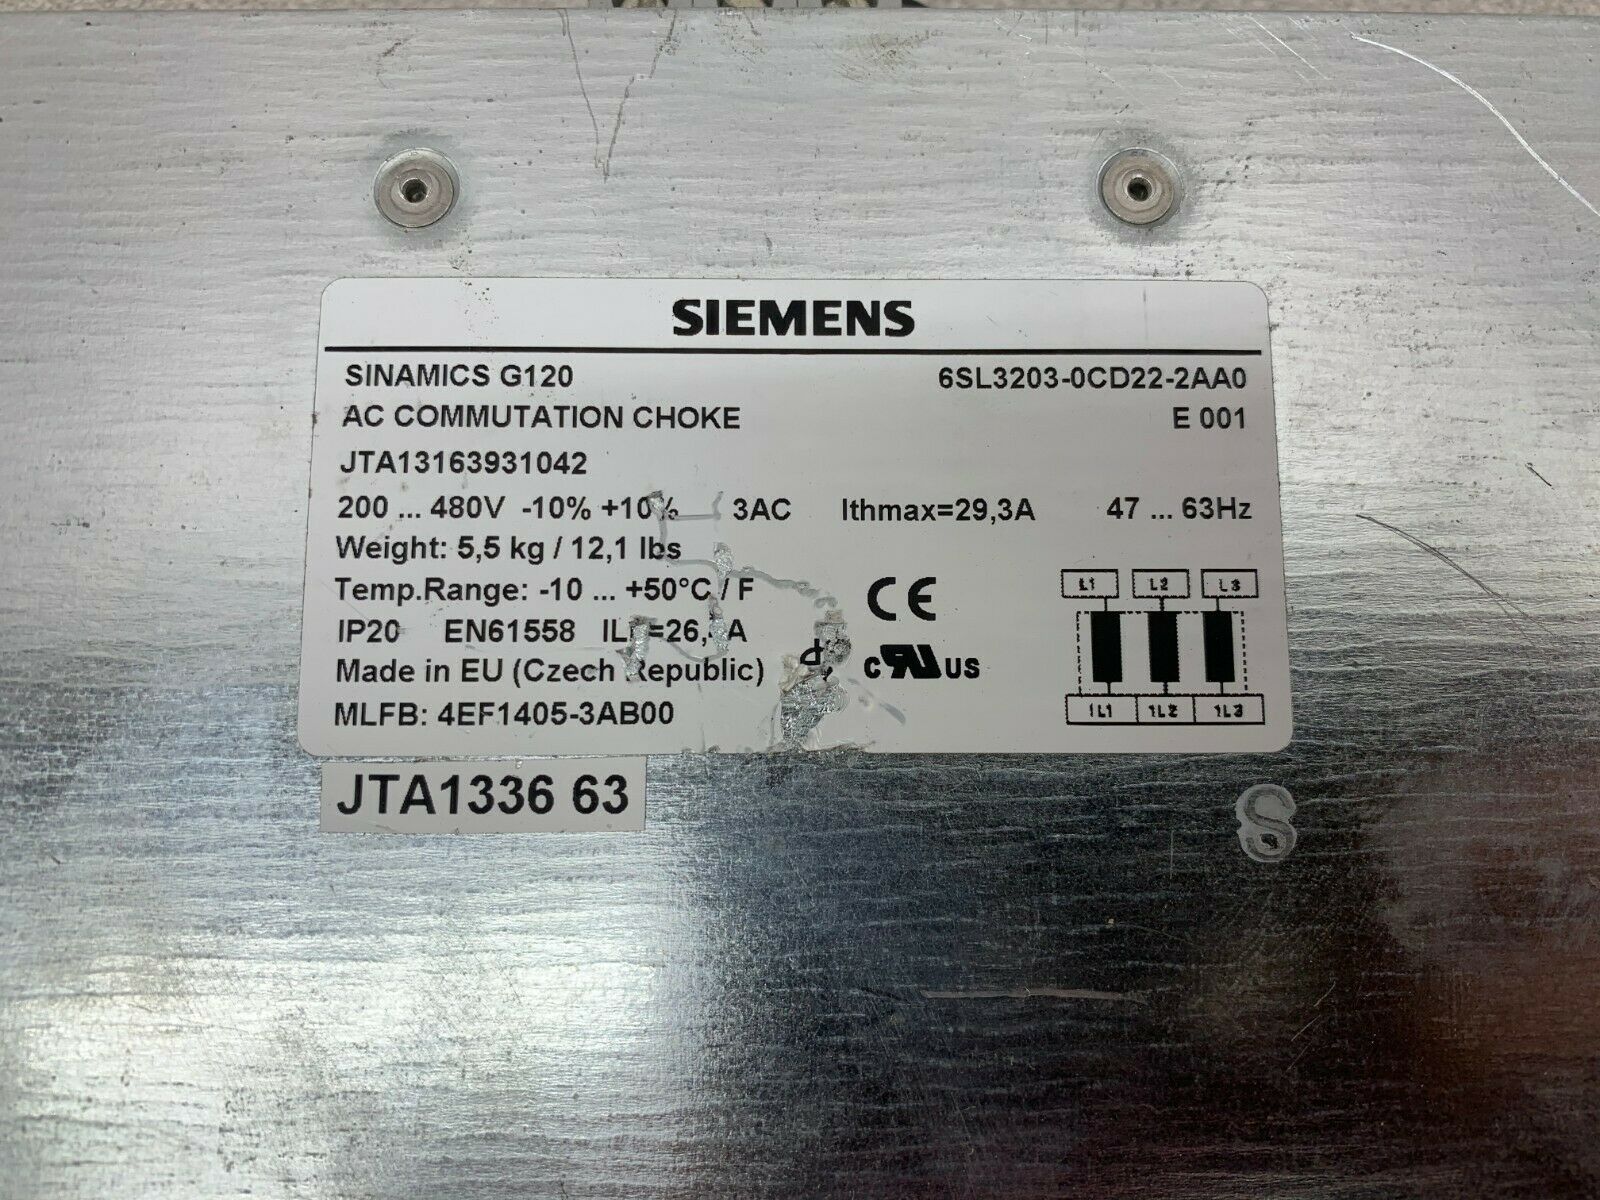 SIEMENS
SINAMICS G120 6SL3203-0CD22-2AA0
AC COMMUTATION CHOKE E 001
JTA13163931042
200 ... 480V -10% +10% 3AC Ithmax=29,3A 47 ... 63Hz
Weight: 5,5 kg / 12,1 lbs
Temp.Range: -10 ... +50°C / F
IP20 EN61558
Made in EU (Czech Republic)
MLFB: 4EF1405-3AB00
CE
c US
L1 L2 L3
1L1 1L2 1L3
JTA1336 63
S